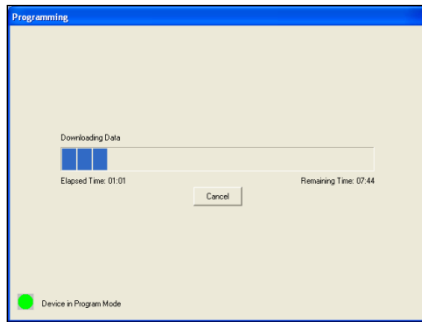 Programming
Downloading Data
Elapsed Time: 01:01
Remaining Time: 07:44
Cancel
Device in Program Mode